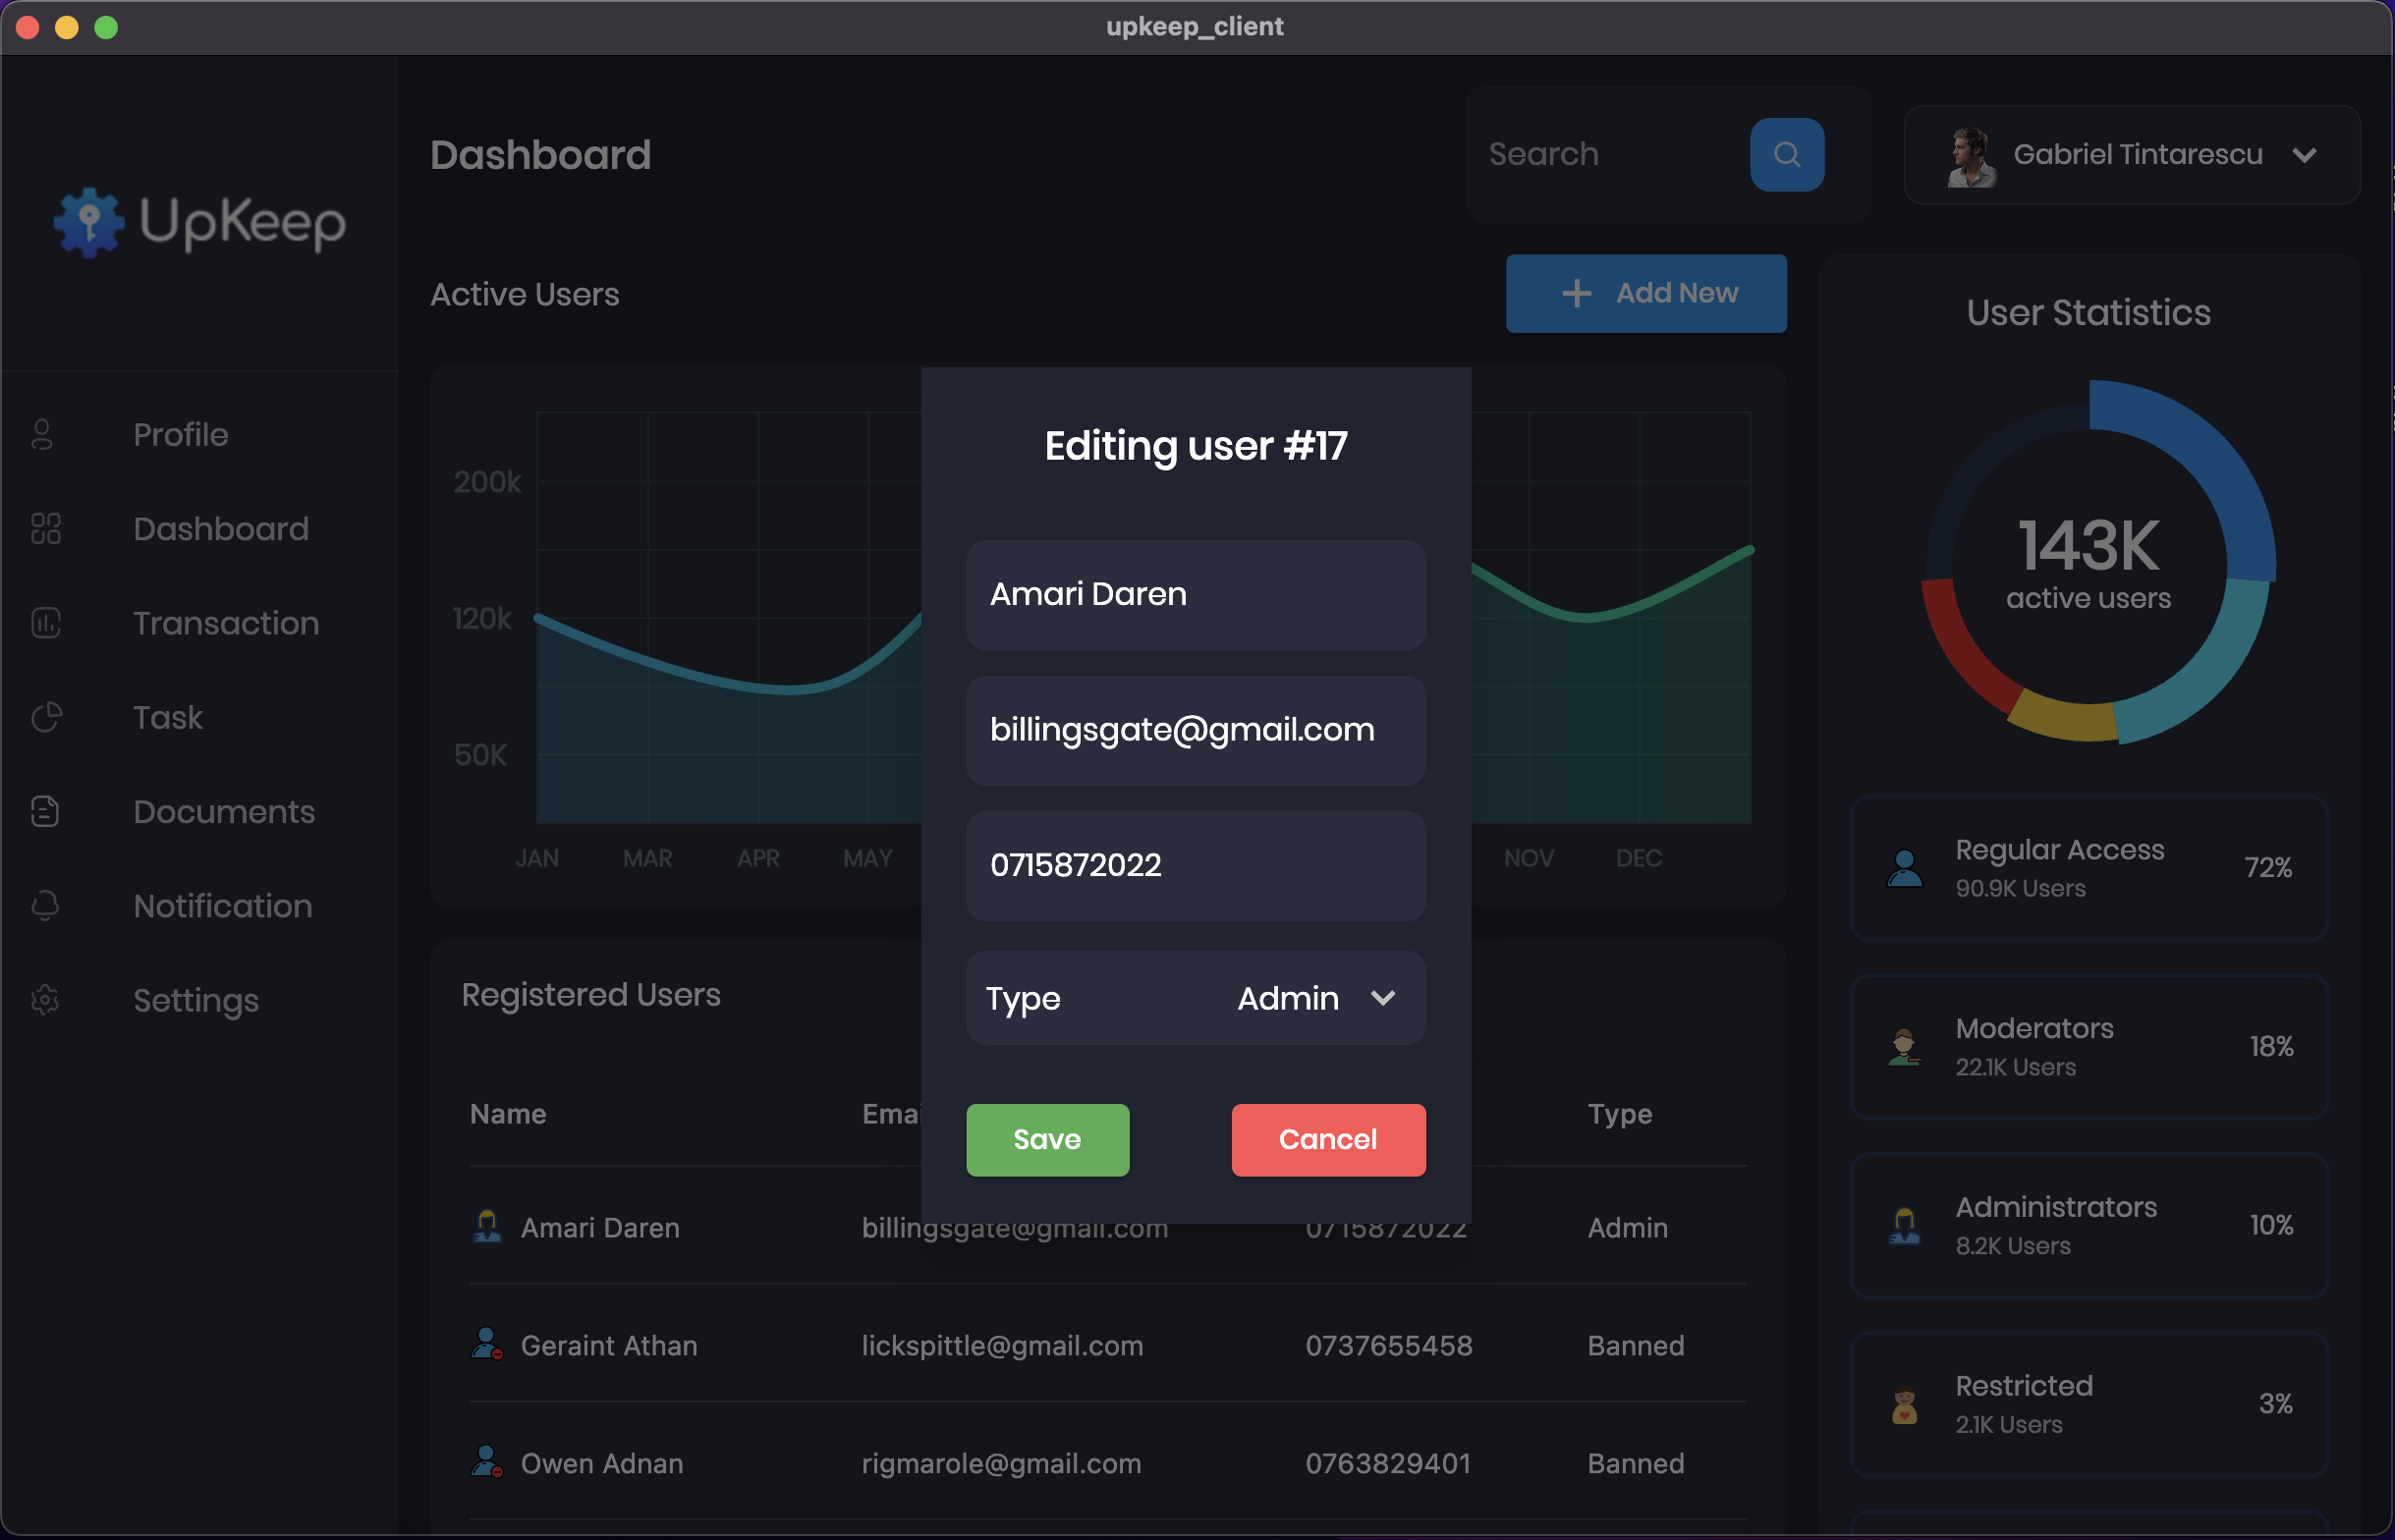 upkeep_client
UpKeep
Profile
Dashboard
Transaction
Task
Documents
Notification
Settings
Dashboard
Search
Gabriel Tintarescu
Active Users
Add New
200k
120k
50K
JAN MAR APR MAY NOV DEC
Editing user #17
Amari Daren
billingsgate@gmail.com
0715872022
Type Admin
Save Cancel
Registered Users
Name Emai Type
Amari Daren billingsgate@gmail.com 0715872022 Admin
Geraint Athan lickspittle@gmail.com 0737655458 Banned
Owen Adnan rigmarole@gmail.com 0763829401 Banned
User Statistics
143K
active users
Regular Access
90.9K Users
72%
Moderators
22.1K Users
18%
Administrators
8.2K Users
10%
Restricted
2.1K Users
3%